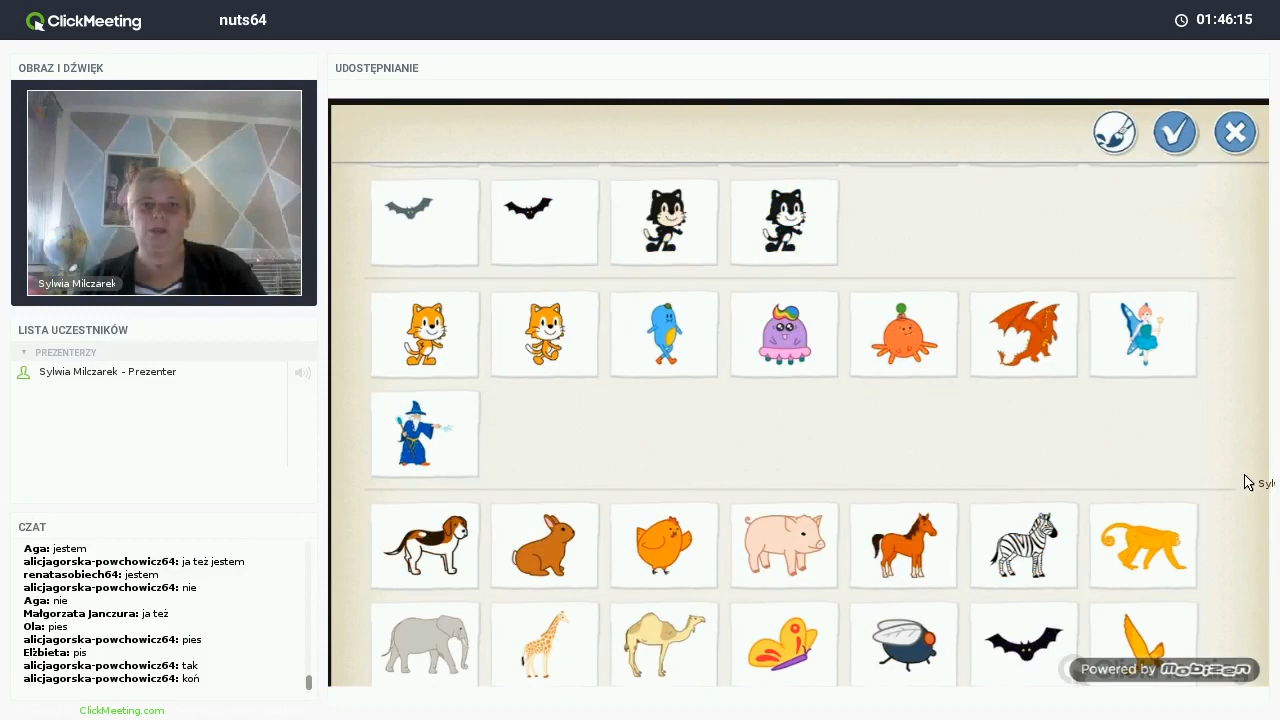 ClickMeeting
nuts64
01:46:15
OBRAZ I DŹWIĘK
Sylwia Milczarek
LISTA UCZESTNIKÓW
PREZENTERZY
Sylwia Milczarek - Prezenter
CZAT
Aga: jestem
alicjagorska-powchowicz64: ja też jestem
renatasobiech64: jestem
alicjagorska-powchowicz64: nie
Aga: nie
Małgorzata Janczura: ja też
Ola: pies
alicjagorska-powchowicz64: pies
Elżbieta: pis
alicjagorska-powchowicz64: tak
alicjagorska-powchowicz64: koń
ClickMeeting.com
UDOSTĘPNIANIE
Syl
Powered by Mobizen